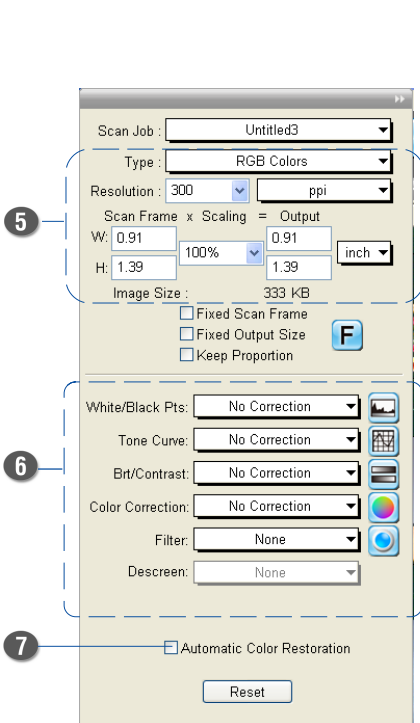 Scan Job : Untitled3
Type : RGB Colors
Resolution : 300 ppi
5
Scan Frame x Scaling = Output
W: 0.91 100% 0.91 inch
H: 1.39 1.39
Image Size : 333 KB
Fixed Scan Frame
Fixed Output Size
Keep Proportion
F
White/Black Pts: No Correction
Tone Curve: No Correction
6
Brt/Contrast: No Correction
Color Correction: No Correction
Filter: None
Descreen: None
7
Automatic Color Restoration
Reset